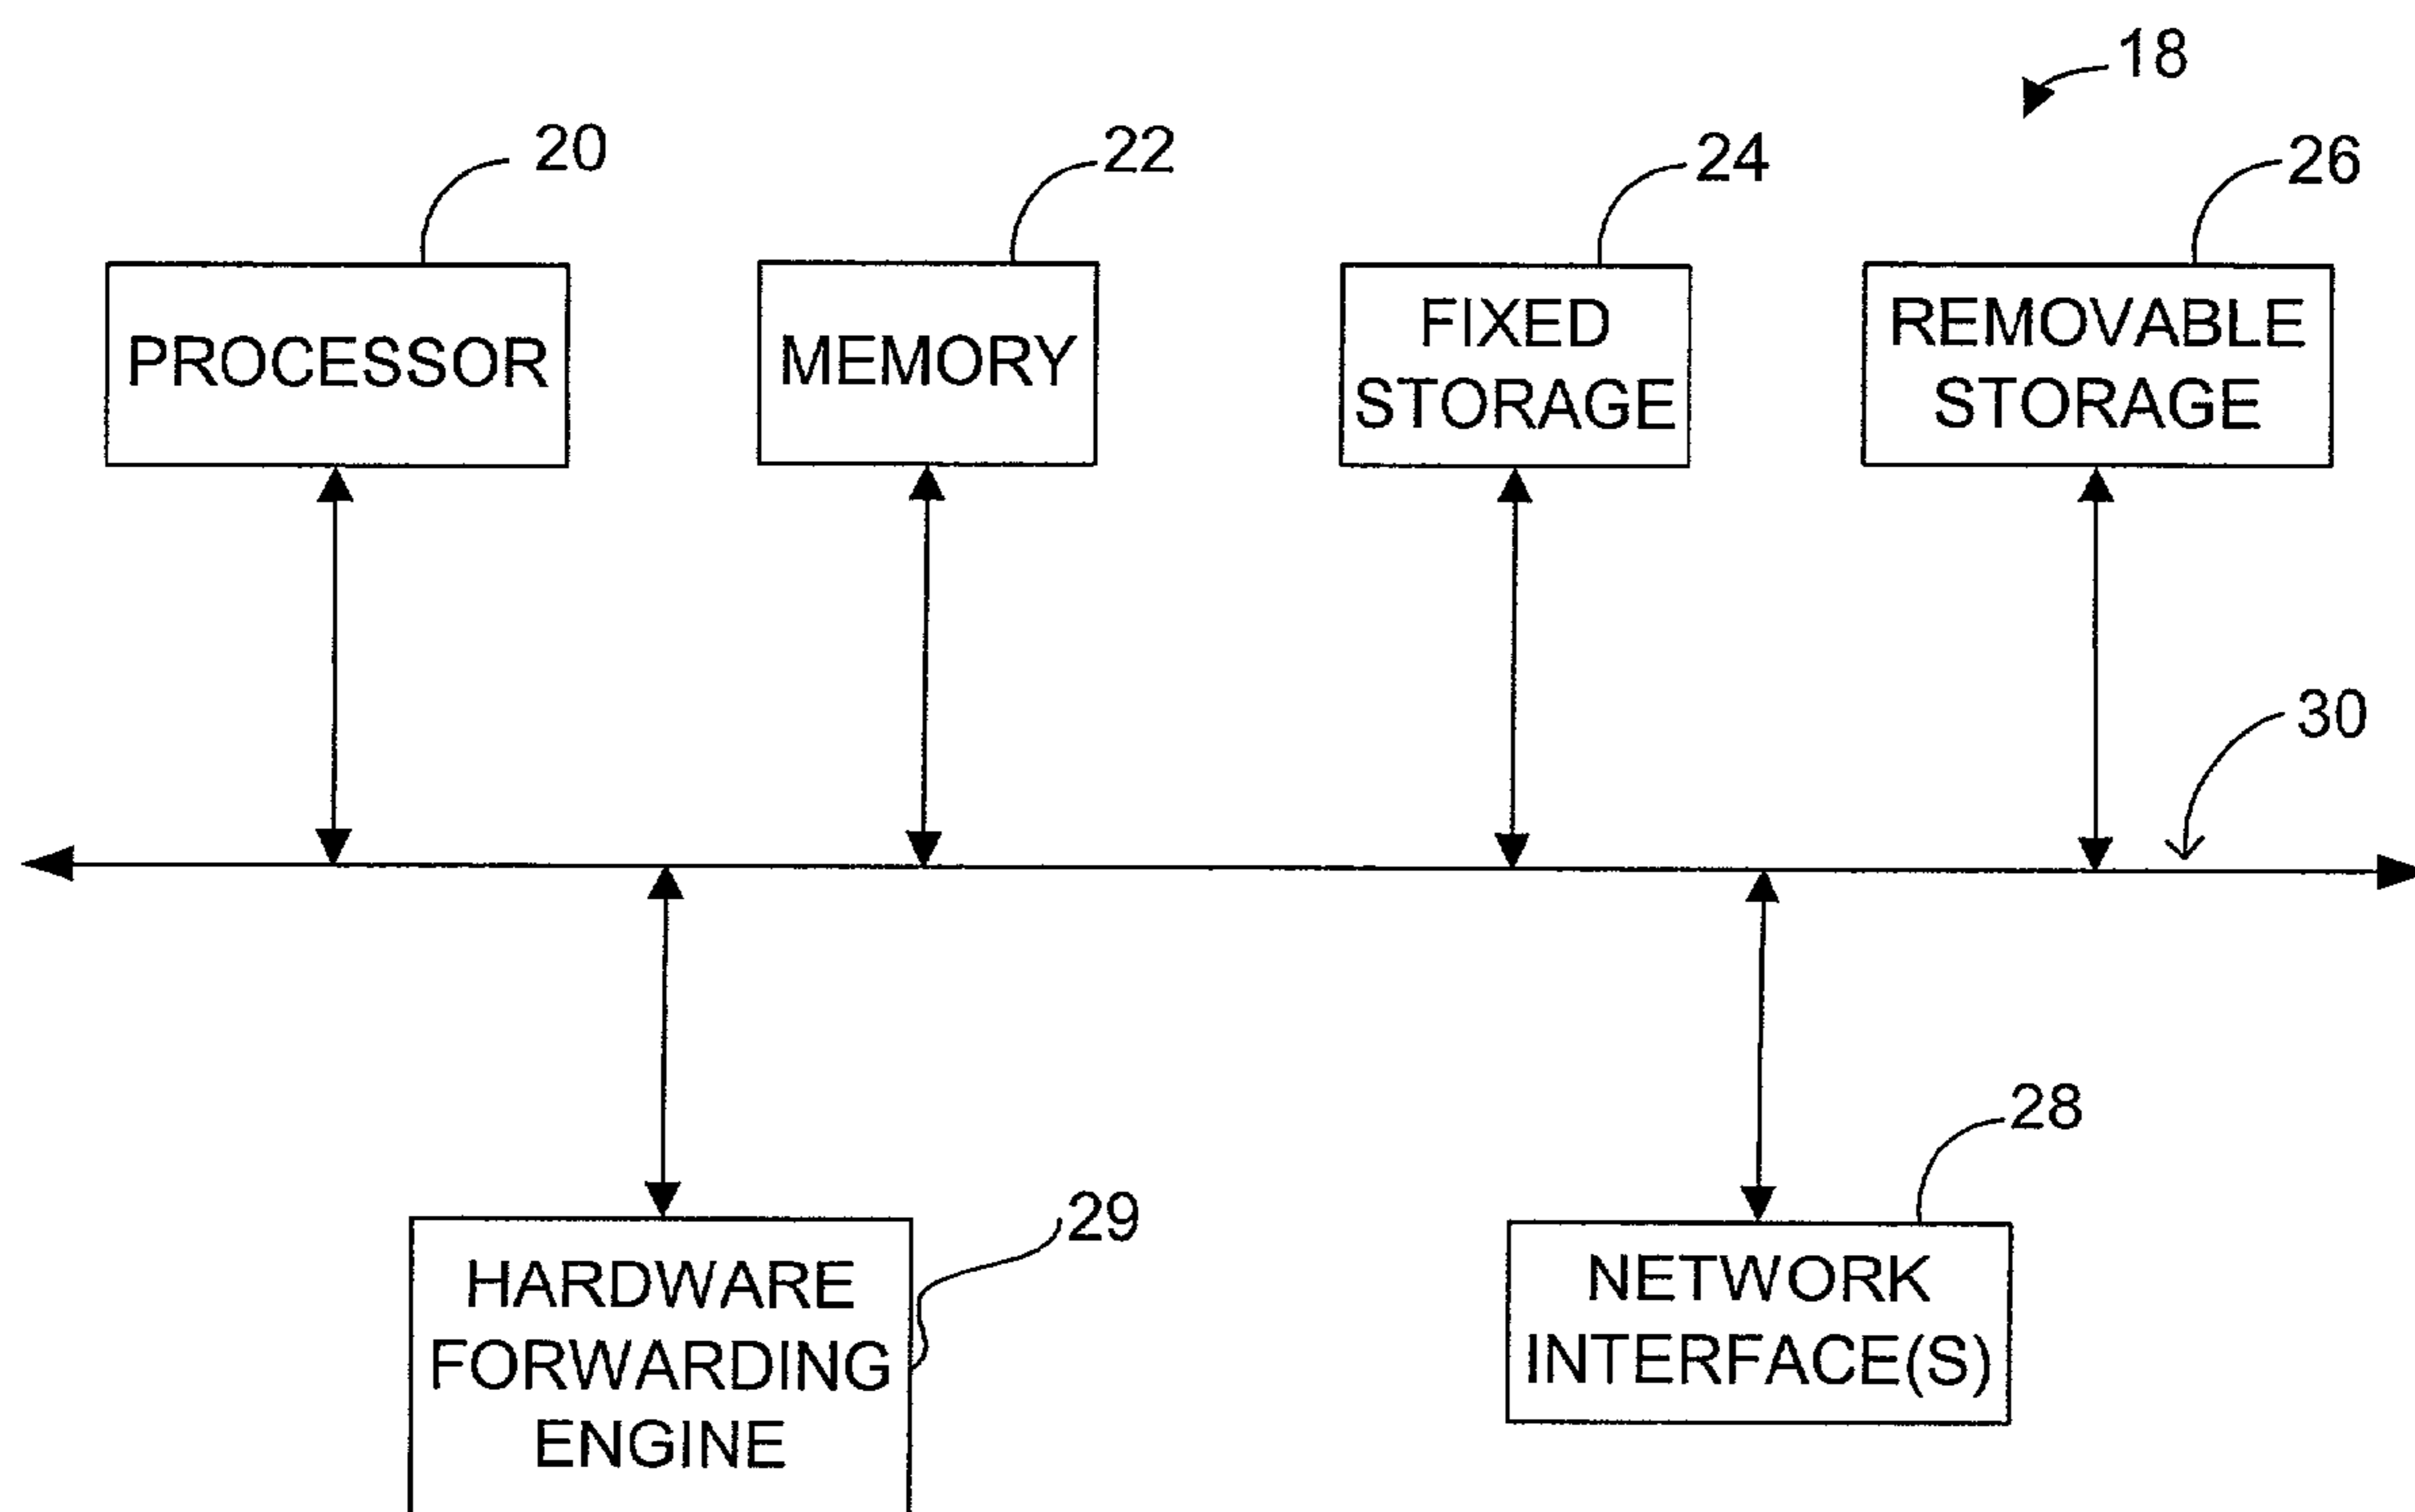 18
20
22
24
26
PROCESSOR
MEMORY
FIXED
STORAGE
REMOVABLE
STORAGE
30
28
29
HARDWARE
FORWARDING
ENGINE
NETWORK
INTERFACE(S)